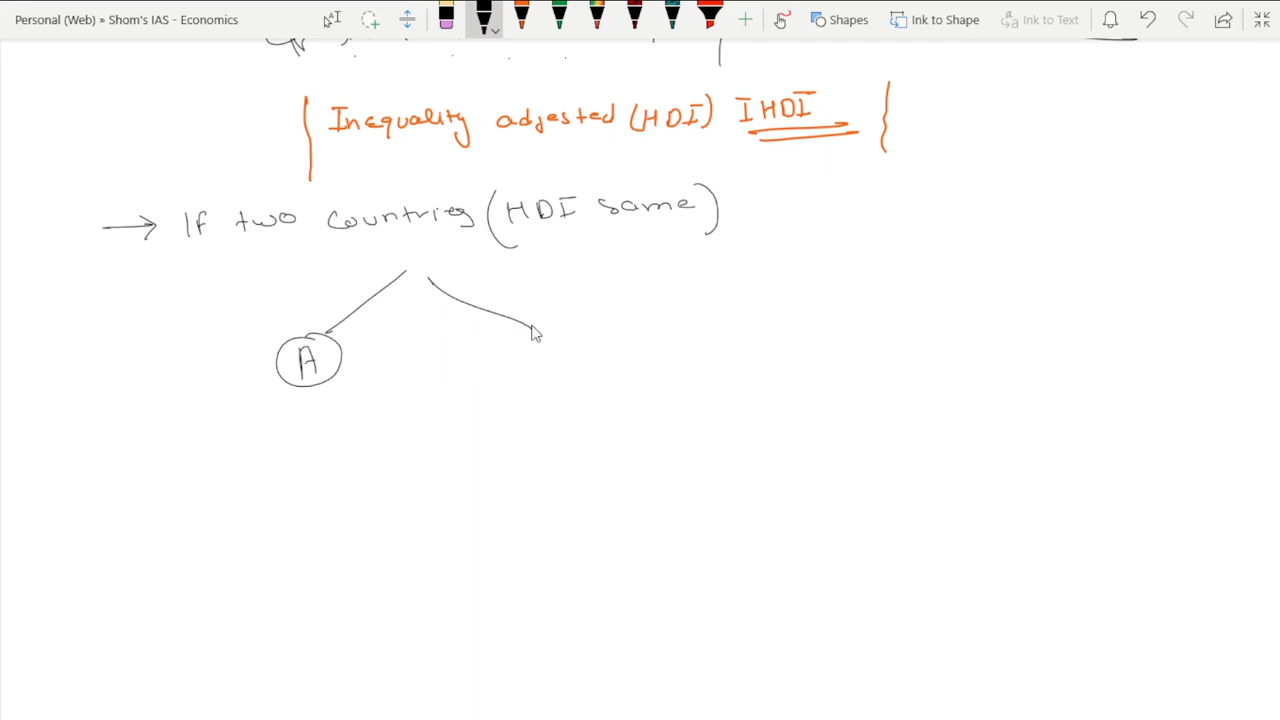 Personal (Web) » Shom's IAS - Economics
Shapes
Ink to Shape
Ink to Text
Inequality adjested (HDI) IHDI
If two countries (HDI same)
A